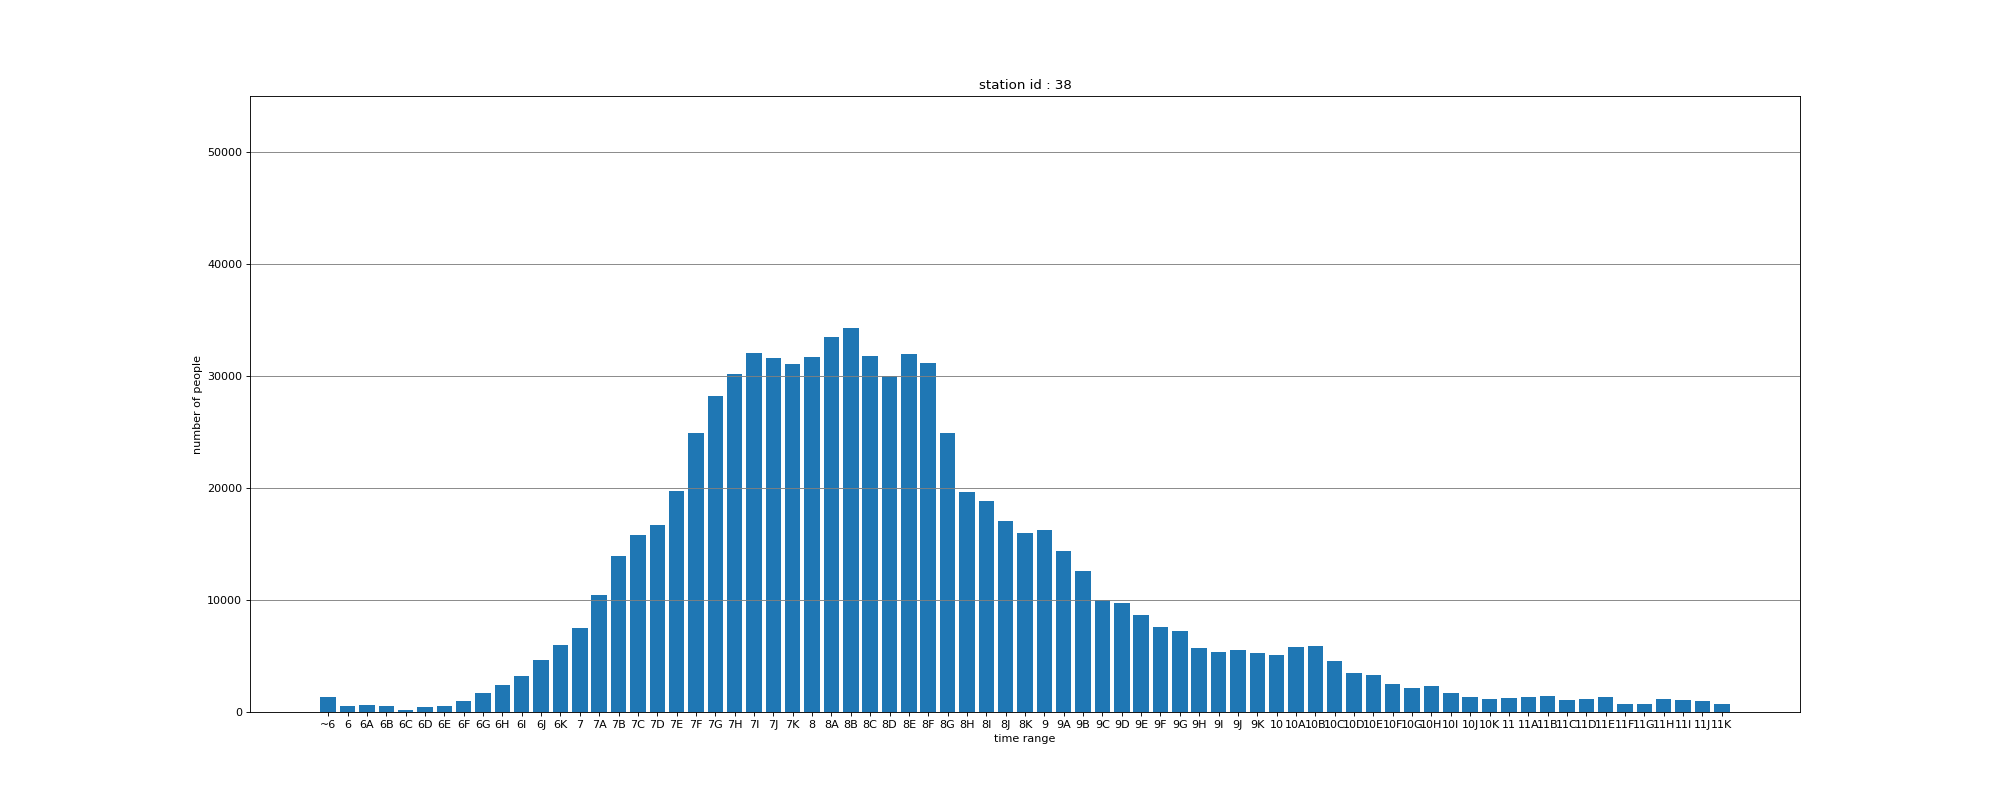 station id : 38
50000
40000
30000
20000
10000
0
number of people
~6 6 6A 6B 6C 6D 6E 6F 6G 6H 6I 6J 6K 7 7A 7B 7C 7D 7E 7F 7G 7H 7I 7J 7K 8 8A 8B 8C 8D 8E 8F 8G 8H 8I 8J 8K 9 9A 9B 9C 9D 9E 9F 9G 9H 9I 9J 9K 10 10A 10B 10C 10D 10E 10F 10G 10H 10I 10J 10K 11 11A 11B 11C 11D 11E 11F 11G 11H 11I 11J 11K
time range